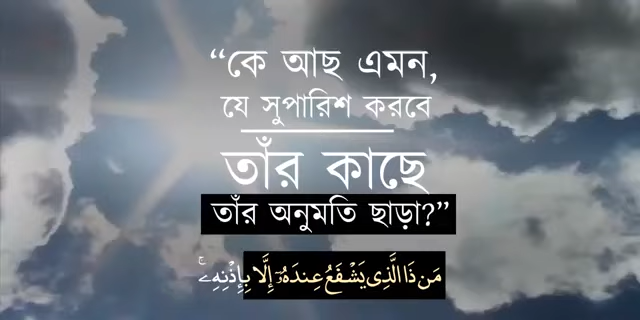 “কে আছ এমন,
যে সুপারিশ করবে
তাঁর কাছে
তাঁর অনুমতি ছাড়া?”
مَن ذَا الَّذِى يَشْفَعُ عِندَهُۥٓ إِلَّا بِإِذْنِهِۦ ۚ